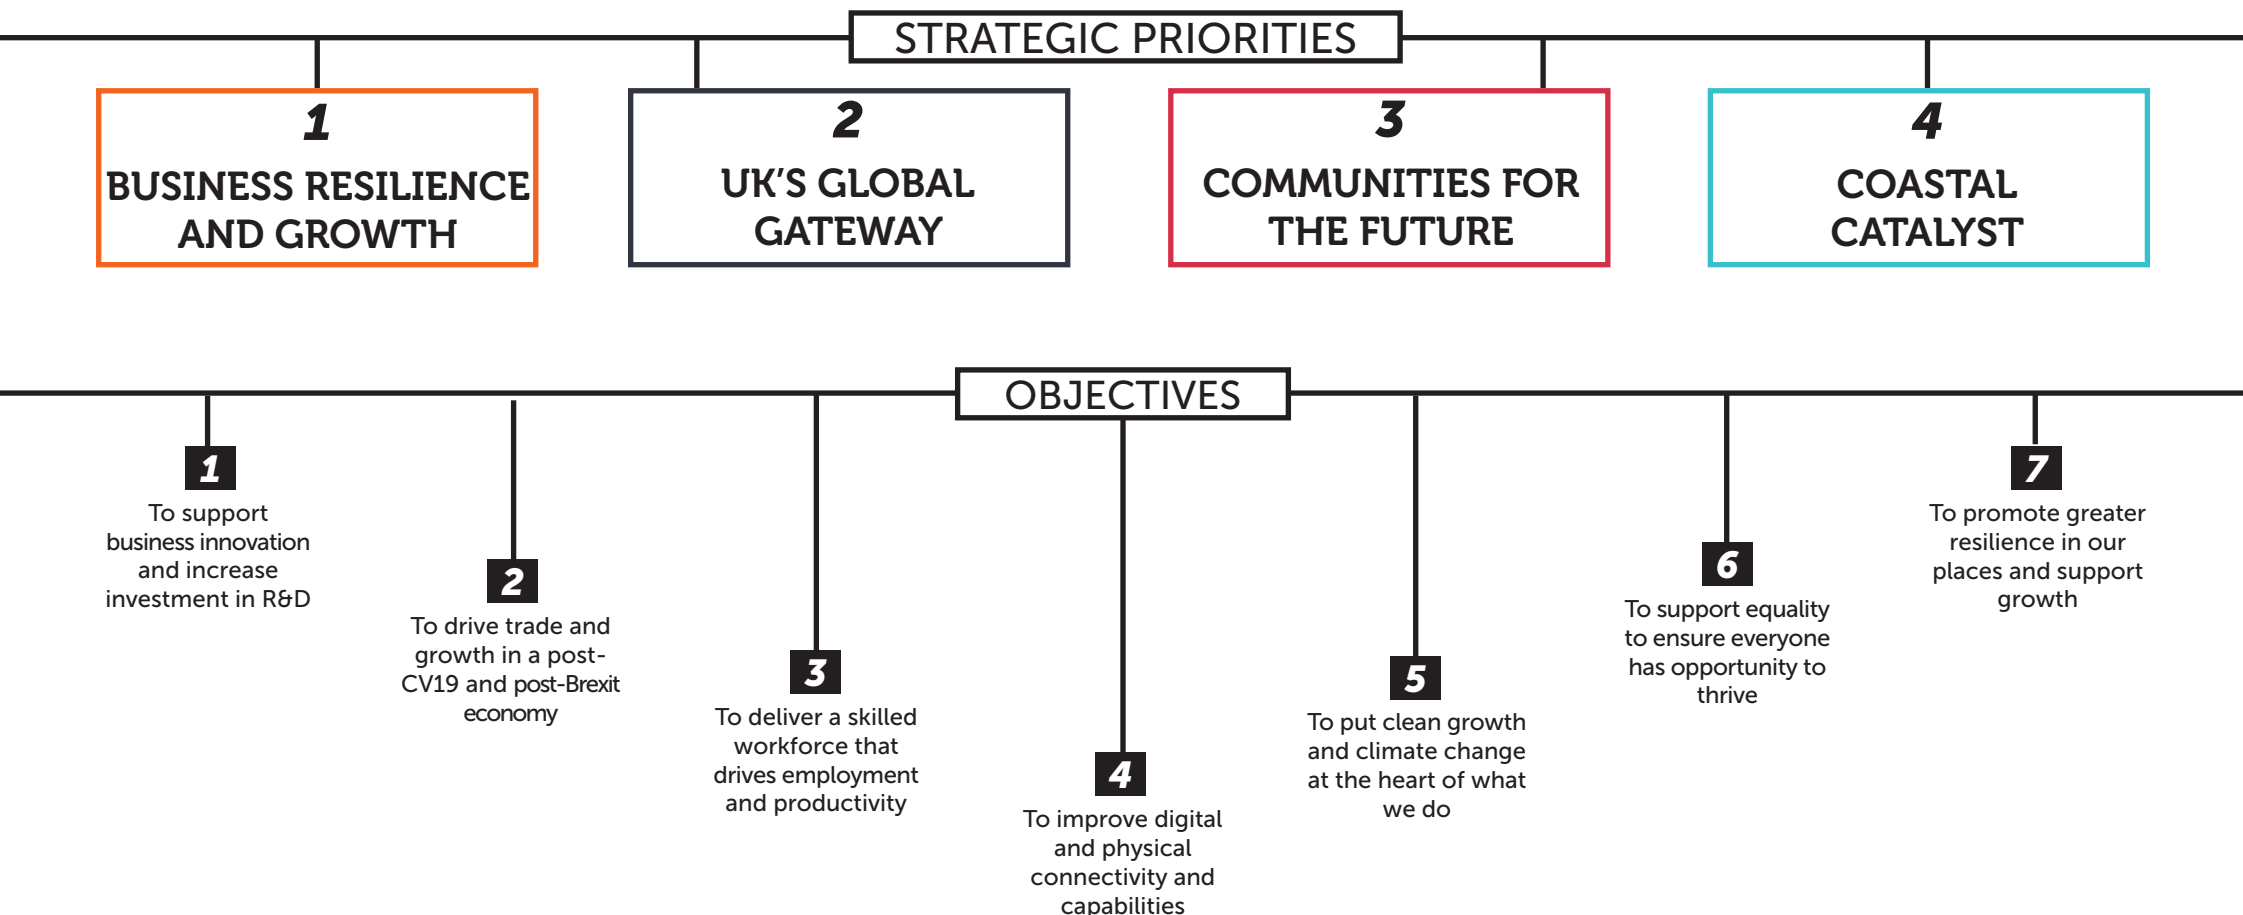 STRATEGIC PRIORITIES
1
BUSINESS RESILIENCE
AND GROWTH
2
UK'S GLOBAL
GATEWAY
3
COMMUNITIES FOR
THE FUTURE
4
COASTAL
CATALYST
OBJECTIVES
1
To support
business innovation
and increase
investment in R&D
2
To drive trade and
growth in a post-
CV19 and post-Brexit
economy
3
To deliver a skilled
workforce that
drives employment
and productivity
4
To improve digital
and physical
connectivity and
capabilities
5
To put clean growth
and climate change
at the heart of what
we do
6
To support equality
to ensure everyone
has opportunity to
thrive
7
To promote greater
resilience in our
places and support
growth